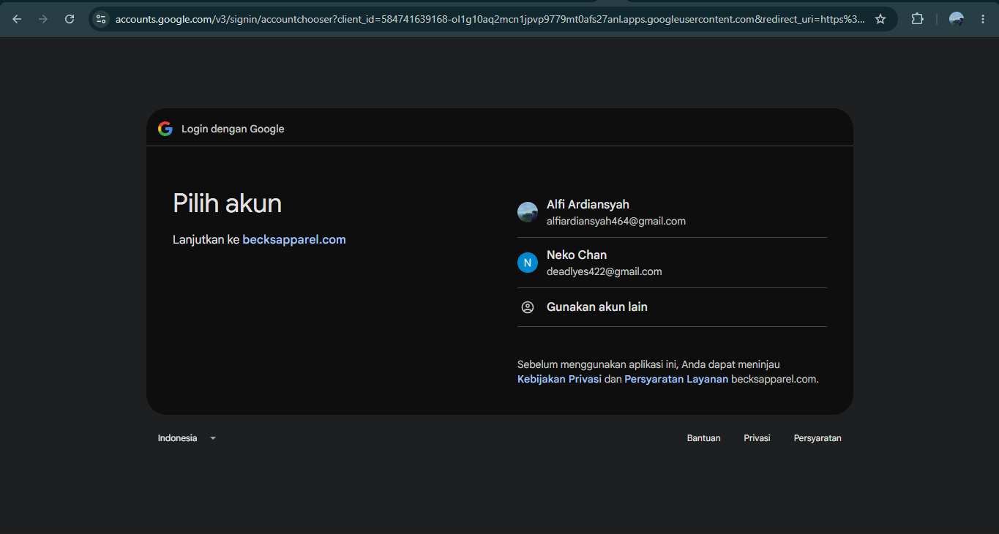 accounts.google.com/v3/signin/accountchooser?client_id=584741639168-ol1g10aq2mcn1jpvp9779mt0afs27anl.apps.googleusercontent.com&redirect_uri=https%3...
Login dengan Google
Pilih akun
Lanjutkan ke becksapparel.com
Alfi Ardiansyah
alfiardiansyah464@gmail.com
N
Neko Chan
deadlyes422@gmail.com
Gunakan akun lain
Sebelum menggunakan aplikasi ini, Anda dapat meninjau
Kebijakan Privasi dan Persyaratan Layanan becksapparel.com.
Indonesia
Bantuan
Privasi
Persyaratan